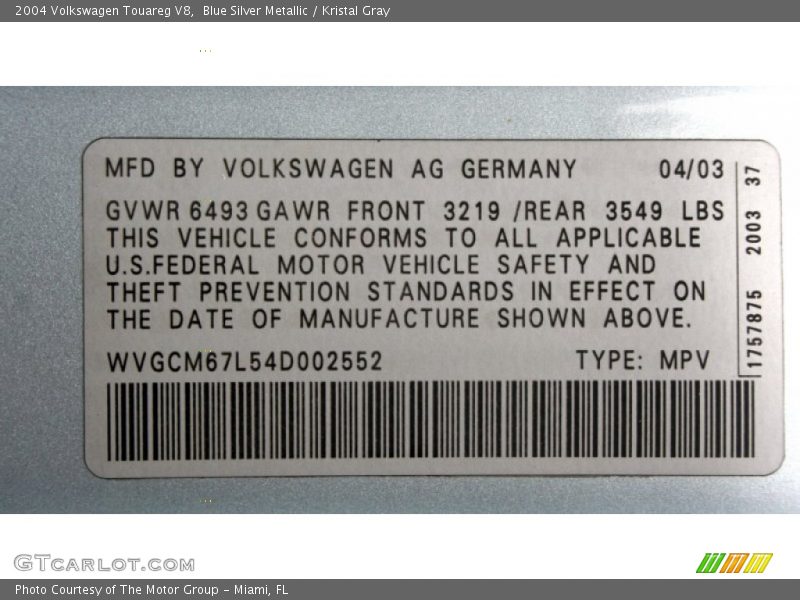 2004 Volkswagen Touareg V8,  Blue Silver Metallic / Kristal Gray
MFD BY VOLKSWAGEN AG GERMANY 04/03
GVWR 6493 GAWR FRONT 3219 /REAR 3549 LBS
THIS VEHICLE CONFORMS TO ALL APPLICABLE
U.S.FEDERAL MOTOR VEHICLE SAFETY AND
THEFT PREVENTION STANDARDS IN EFFECT ON
THE DATE OF MANUFACTURE SHOWN ABOVE.
WVGCM67L54D002552 TYPE: MPV
1757875 2003 37
GTCARLOT.COM
Photo Courtesy of The Motor Group - Miami, FL